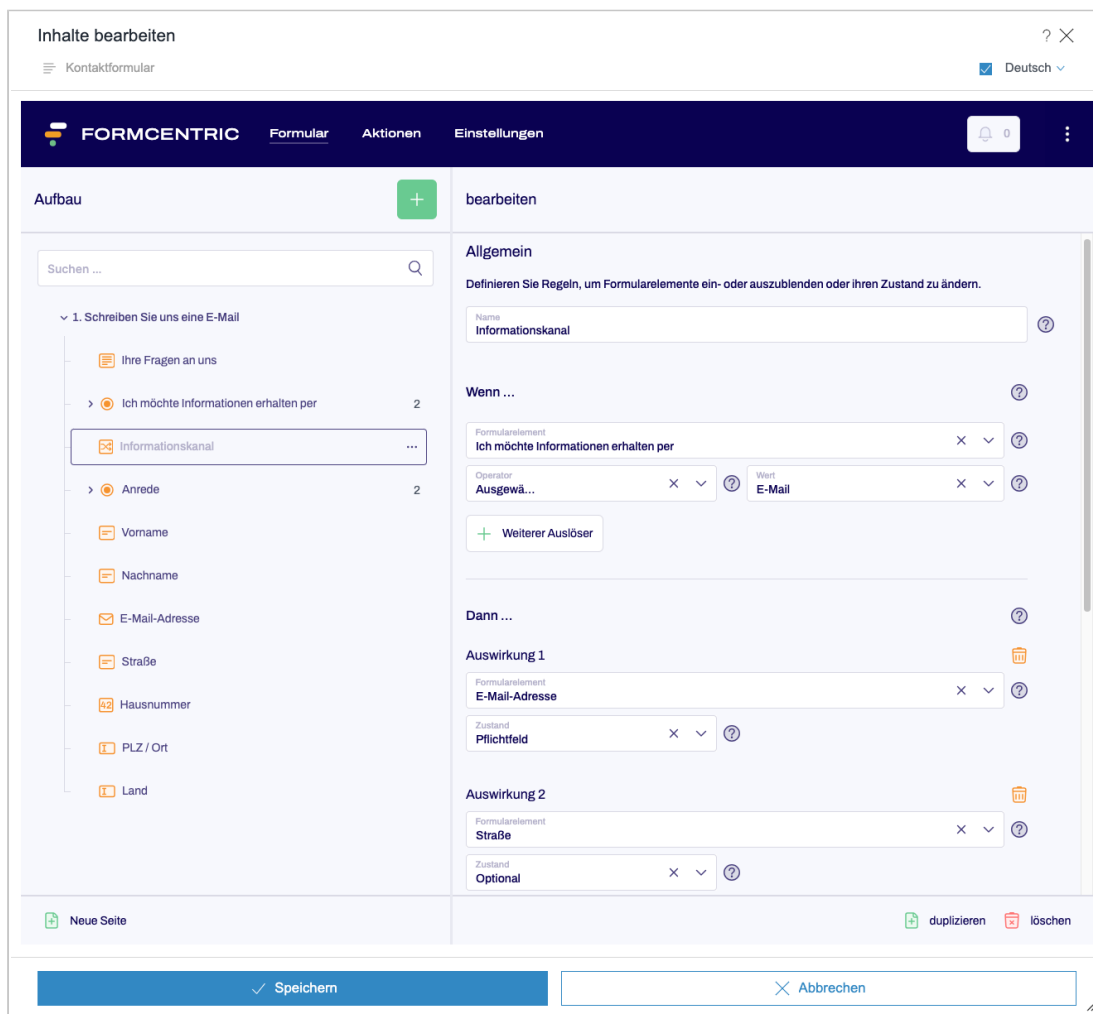 Inhalte bearbeiten
?
Kontaktformular
Deutsch
FORMCENTRIC
Formular
Aktionen
Einstellungen
0
Aufbau
+
bearbeiten
Suchen ...
1. Schreiben Sie uns eine E-Mail
Ihre Fragen an uns
Ich möchte Informationen erhalten per
2
Informationskanal
...
Anrede
2
Vorname
Nachname
E-Mail-Adresse
Straße
42 Hausnummer
PLZ / Ort
Land
Allgemein
Definieren Sie Regeln, um Formularelemente ein- oder auszublenden oder ihren Zustand zu ändern.
Name
Informationskanal
?
Wenn ...
?
Formularelement
Ich möchte Informationen erhalten per
?
Operator
Ausgewä...
?
Wert
E-Mail
?
+ Weiterer Auslöser
Dann ...
?
Auswirkung 1
Formularelement
E-Mail-Adresse
?
Zustand
Pflichtfeld
?
Auswirkung 2
Formularelement
Straße
?
Zustand
Optional
?
Neue Seite
duplizieren
löschen
Speichern
Abbrechen